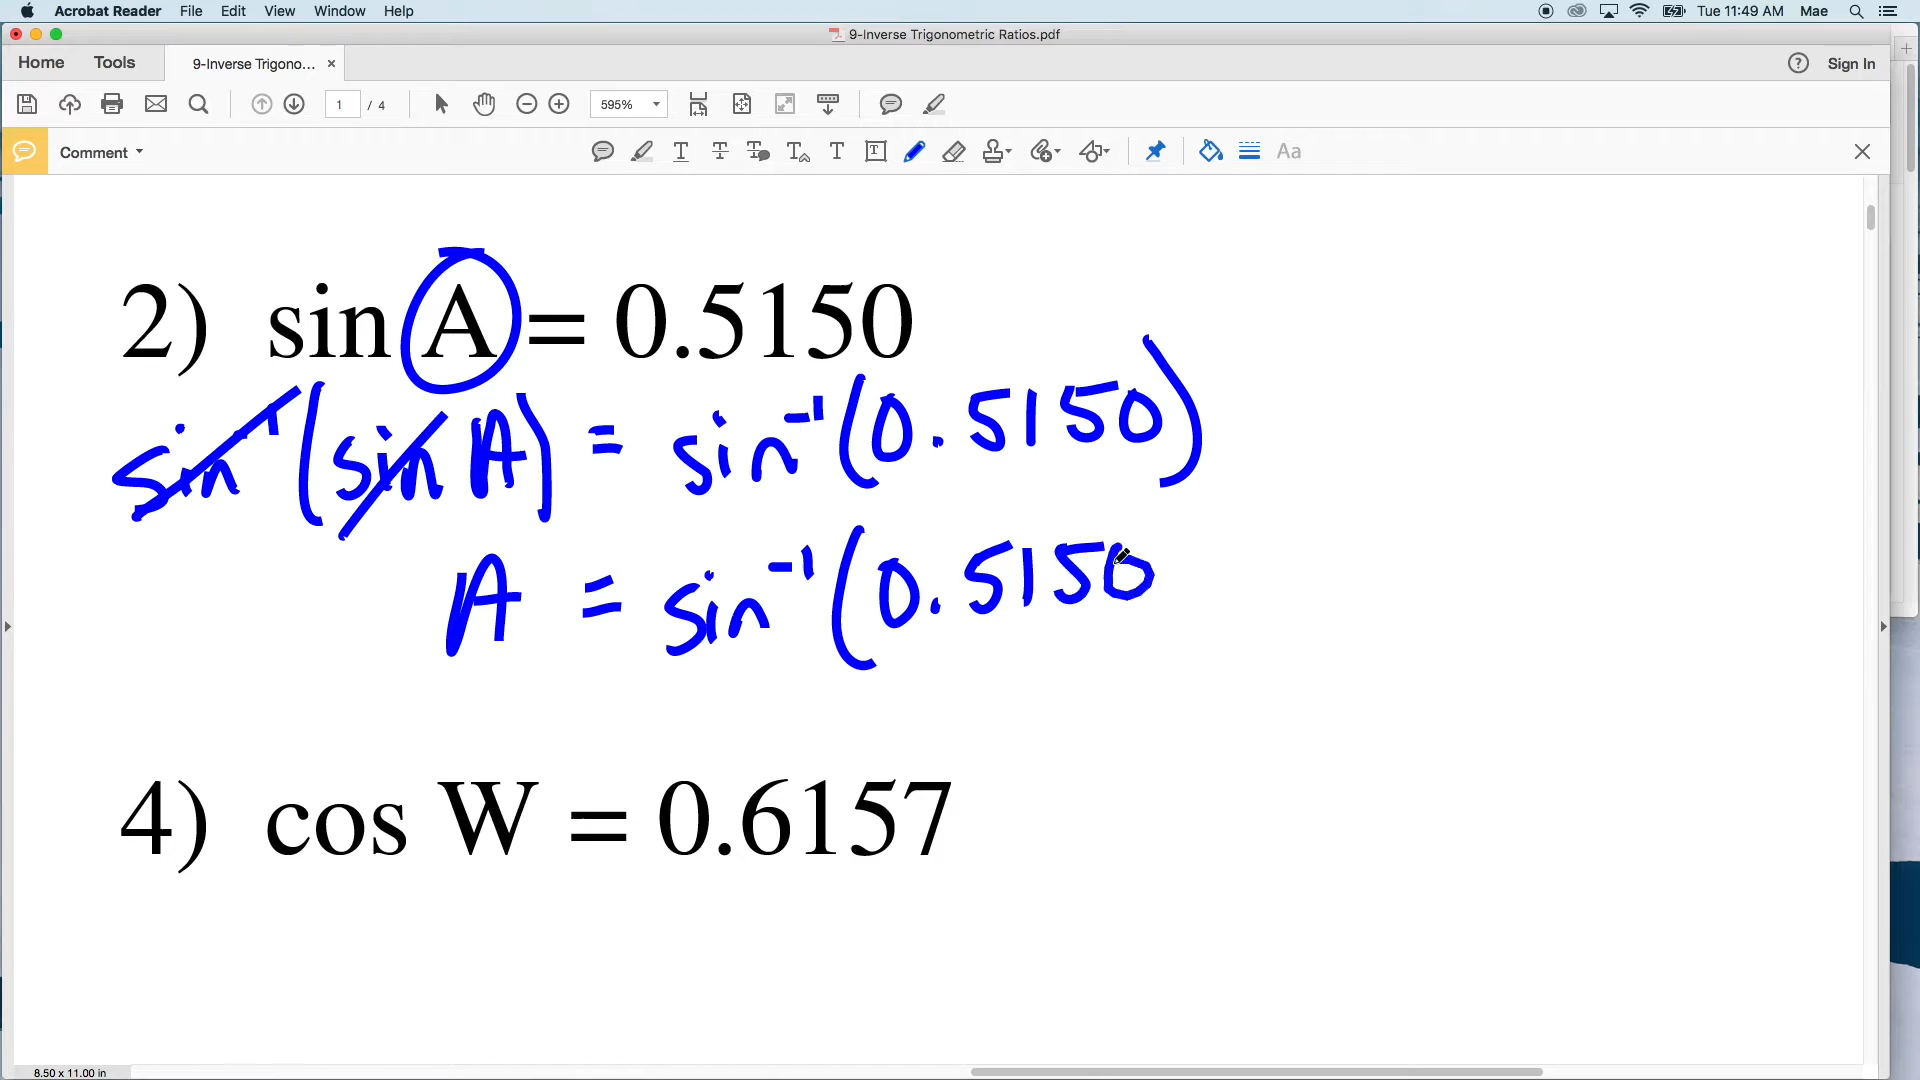 Acrobat Reader File Edit View Window Help Tue 11:49 AM Mae
9-Inverse Trigonometric Ratios.pdf
Home Tools 9-Inverse Trigono... × Sign In
1 / 4 595%
Comment Aa
2) sin A = 0.5150
sin⁻¹(sin A) = sin⁻¹(0.5150)
A = sin⁻¹(0.5150
4) cos W = 0.6157
8.50 x 11.00 in